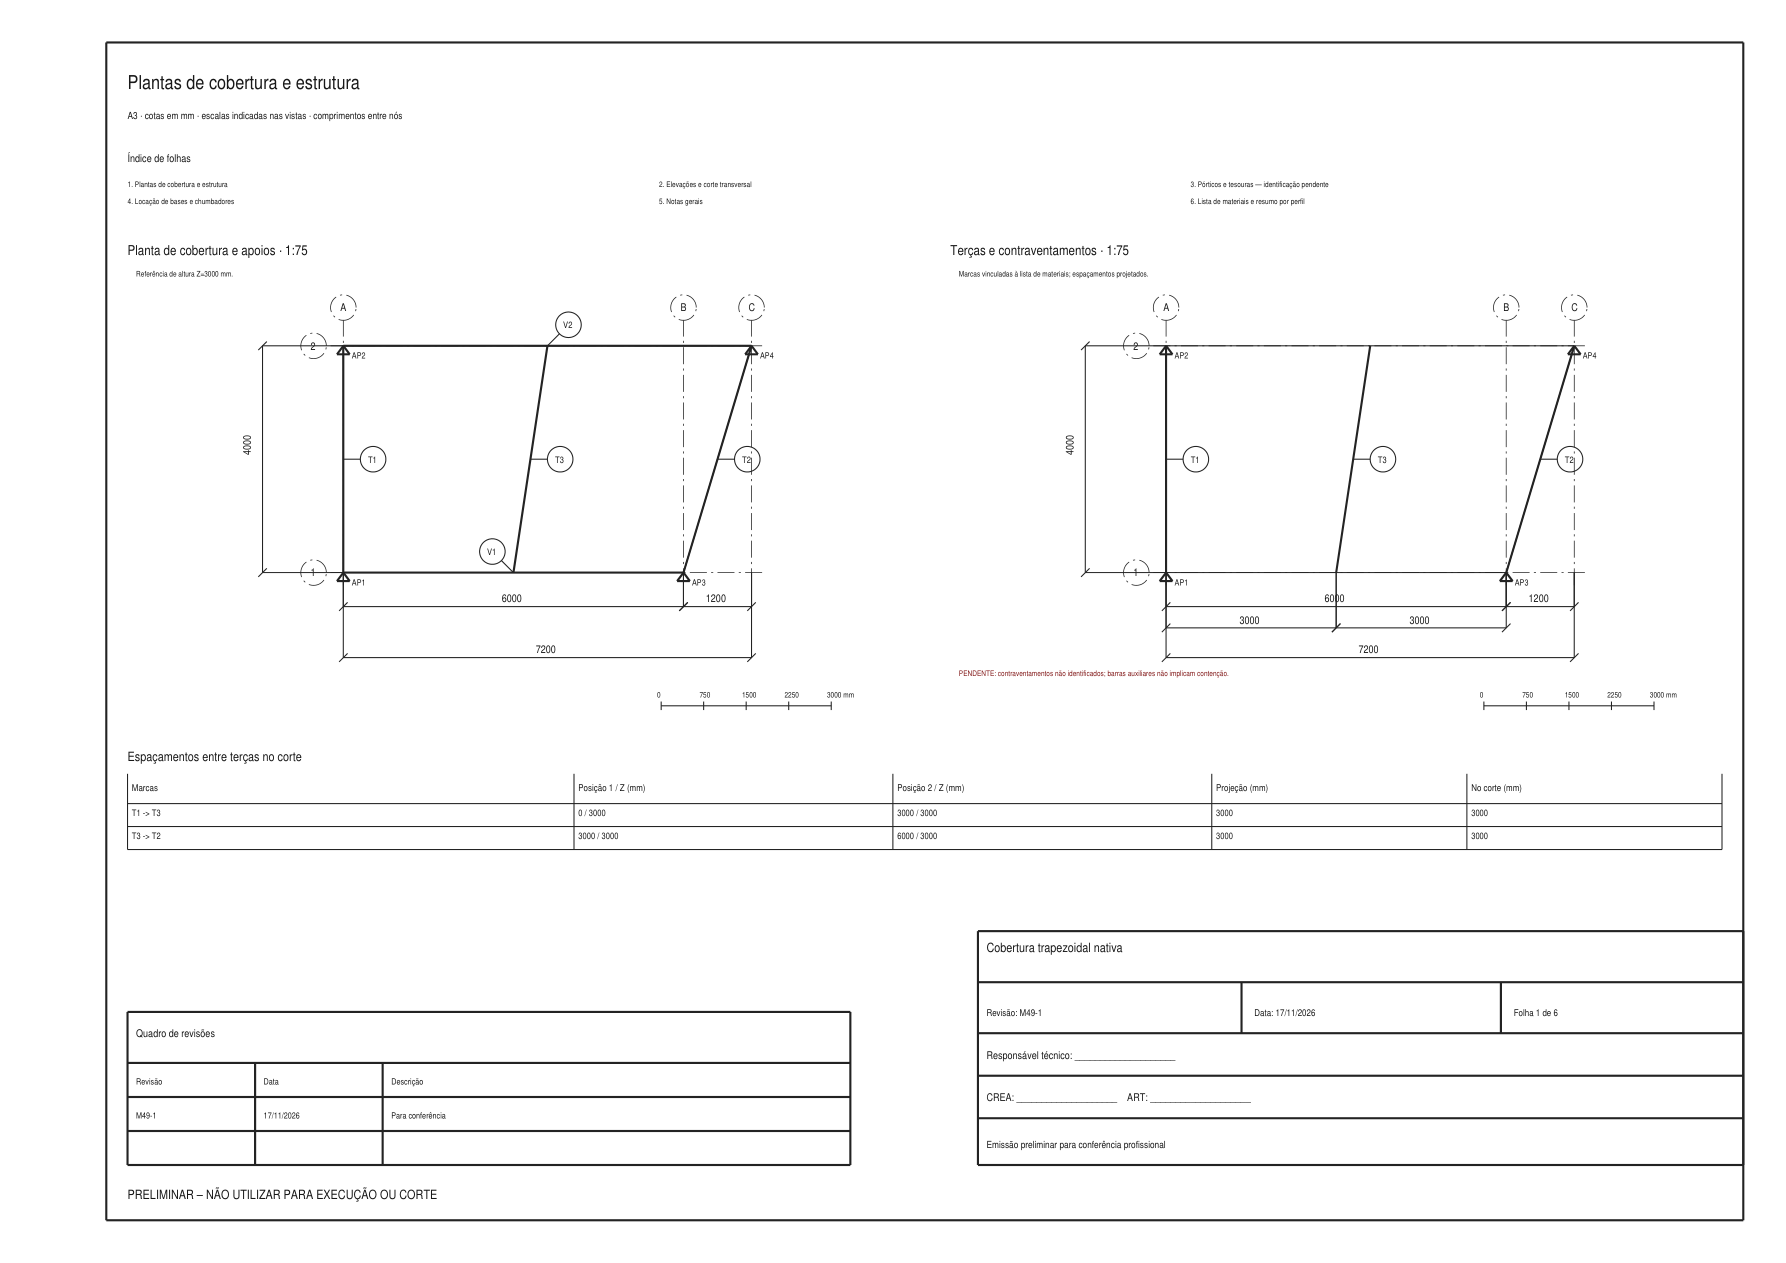 Plantas de cobertura e estrutura
A3 · cotas em mm · escalas indicadas nas vistas · comprimentos entre nós
Índice de folhas
1. Plantas de cobertura e estrutura
2. Elevações e corte transversal
3. Pórticos e tesouras — identificação pendente
4. Locação de bases e chumbadores
5. Notas gerais
6. Lista de materiais e resumo por perfil
Planta de cobertura e apoios · 1:75
Referência de altura Z=3000 mm.
A
B
C
V2
2
AP2
AP4
4000
T1
T3
T2
V1
1
AP1
AP3
6000
1200
7200
0 750 1500 2250 3000 mm
Terças e contraventamentos · 1:75
Marcas vinculadas à lista de materiais; espaçamentos projetados.
A
B
C
2
AP2
AP4
4000
T1
T3
T2
1
AP1
AP3
6000
1200
3000
3000
7200
PENDENTE: contraventamentos não identificados; barras auxiliares não implicam contenção.
0 750 1500 2250 3000 mm
Espaçamentos entre terças no corte
Marcas Posição 1 / Z (mm) Posição 2 / Z (mm) Projeção (mm) No corte (mm)
T1 -> T3 0 / 3000 3000 / 3000 3000 3000
T3 -> T2 3000 / 3000 6000 / 3000 3000 3000
Quadro de revisões
Revisão Data Descrição
M49-1 17/11/2026 Para conferência
Cobertura trapezoidal nativa
Revisão: M49-1 Data: 17/11/2026 Folha 1 de 6
Responsável técnico: ____________________
CREA: ____________________ ART: ____________________
Emissão preliminar para conferência profissional
PRELIMINAR – NÃO UTILIZAR PARA EXECUÇÃO OU CORTE